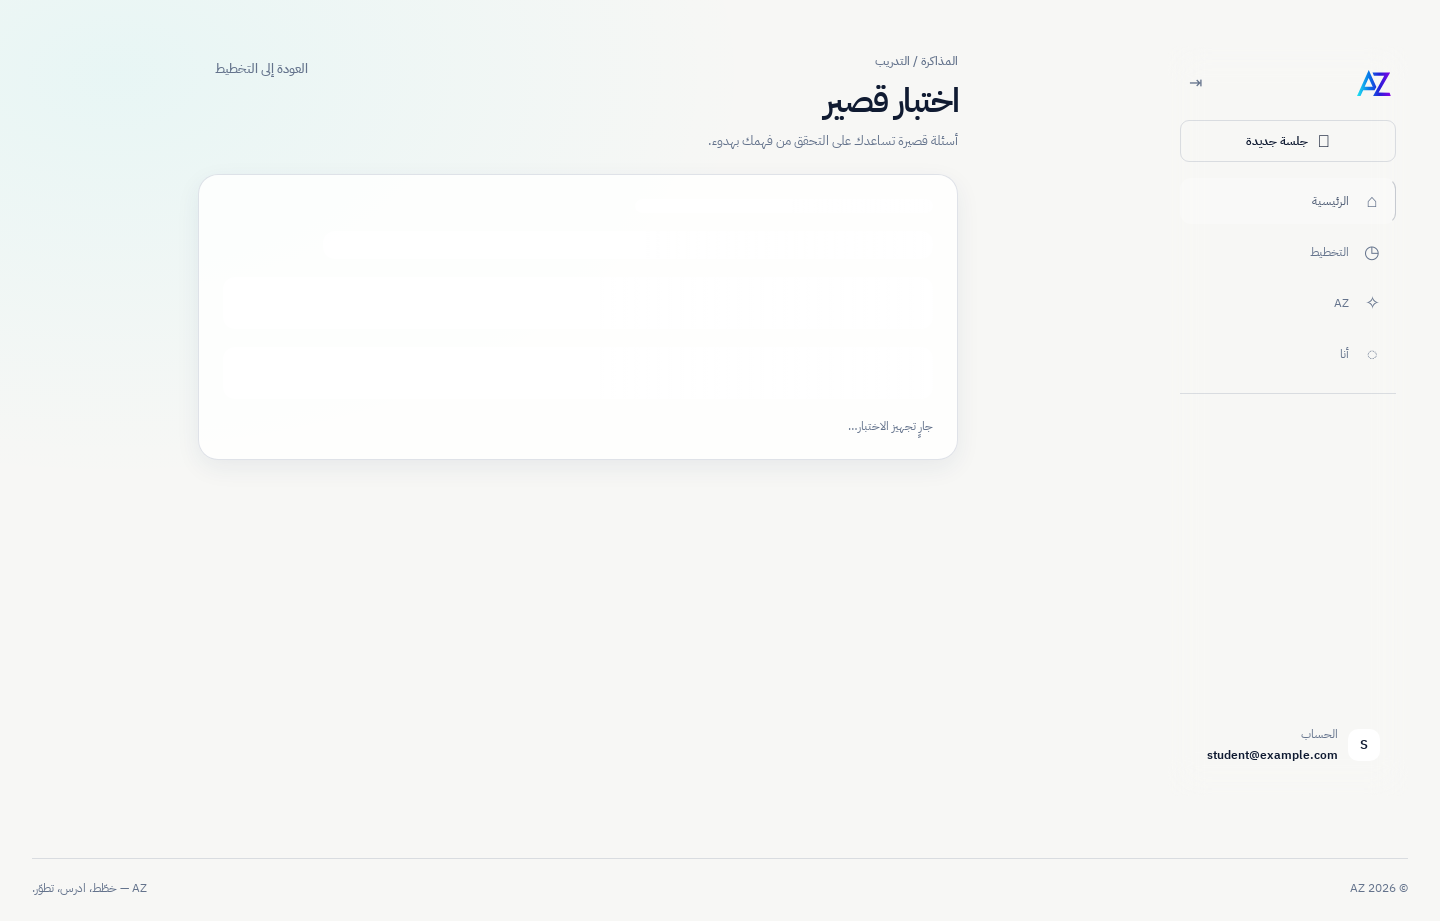 AZ
جلسة جديدة
الرئيسية
التخطيط
AZ
أنا
الحساب
student@example.com
S
المذاكرة / التدريب
العودة إلى التخطيط
اختبار قصير
أسئلة قصيرة تساعدك على التحقق من فهمك بهدوء.
جارٍ تجهيز الاختبار...
© 2026 AZ
AZ — خطّط، ادرس، تطوّر.